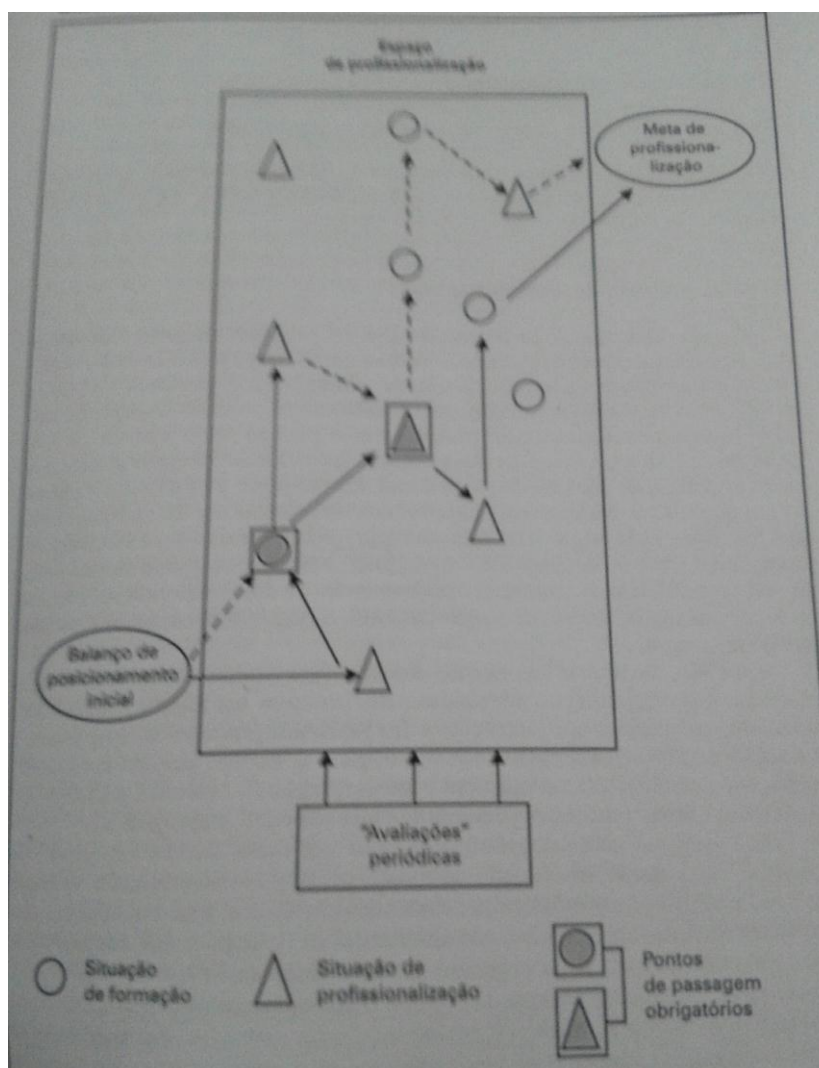 Espaço
de profissionalização
Meta de
profissiona-
lização
Balanço de
posicionamento
inicial
"Avaliações"
periódicas
Situação
de formação
Situação de
profissionalização
Pontos
de passagem
obrigatórios